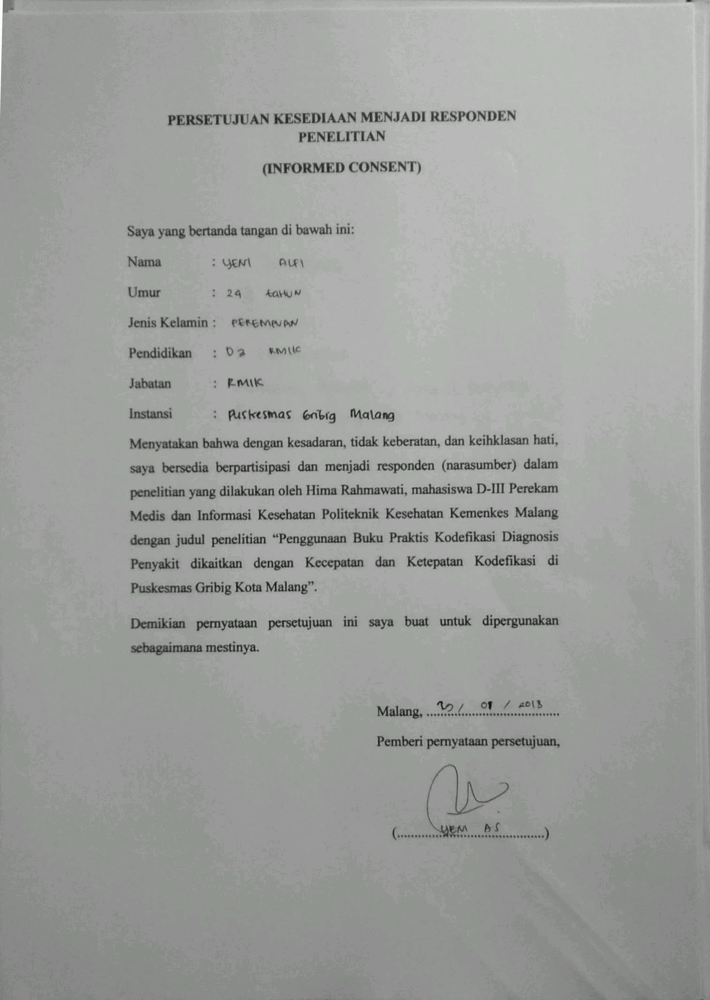 PERSETUJUAN KESEDIAAN MENJADI RESPONDEN
PENELITIAN
(INFORMED CONSENT)
Saya yang bertanda tangan di bawah ini:
Nama : YENI ALFI
Umur : 24 tAHUN
Jenis Kelamin : PEREMPUAN
Pendidikan : D3 RMIK
Jabatan : RMIK
Instansi : Puskesmas Gribig Malang
Menyatakan bahwa dengan kesadaran, tidak keberatan, dan keihklasan hati,
saya bersedia berpartisipasi dan menjadi responden (narasumber) dalam
penelitian yang dilakukan oleh Hima Rahmawati, mahasiswa D-III Perekam
Medis dan Informasi Kesehatan Politeknik Kesehatan Kemenkes Malang
dengan judul penelitian “Penggunaan Buku Praktis Kodefikasi Diagnosis
Penyakit dikaitkan dengan Kecepatan dan Ketepatan Kodefikasi di
Puskesmas Gribig Kota Malang”.
Demikian pernyataan persetujuan ini saya buat untuk dipergunakan
sebagaimana mestinya.
Malang, / / 2018
Pemberi pernyataan persetujuan,
(YENI AS)